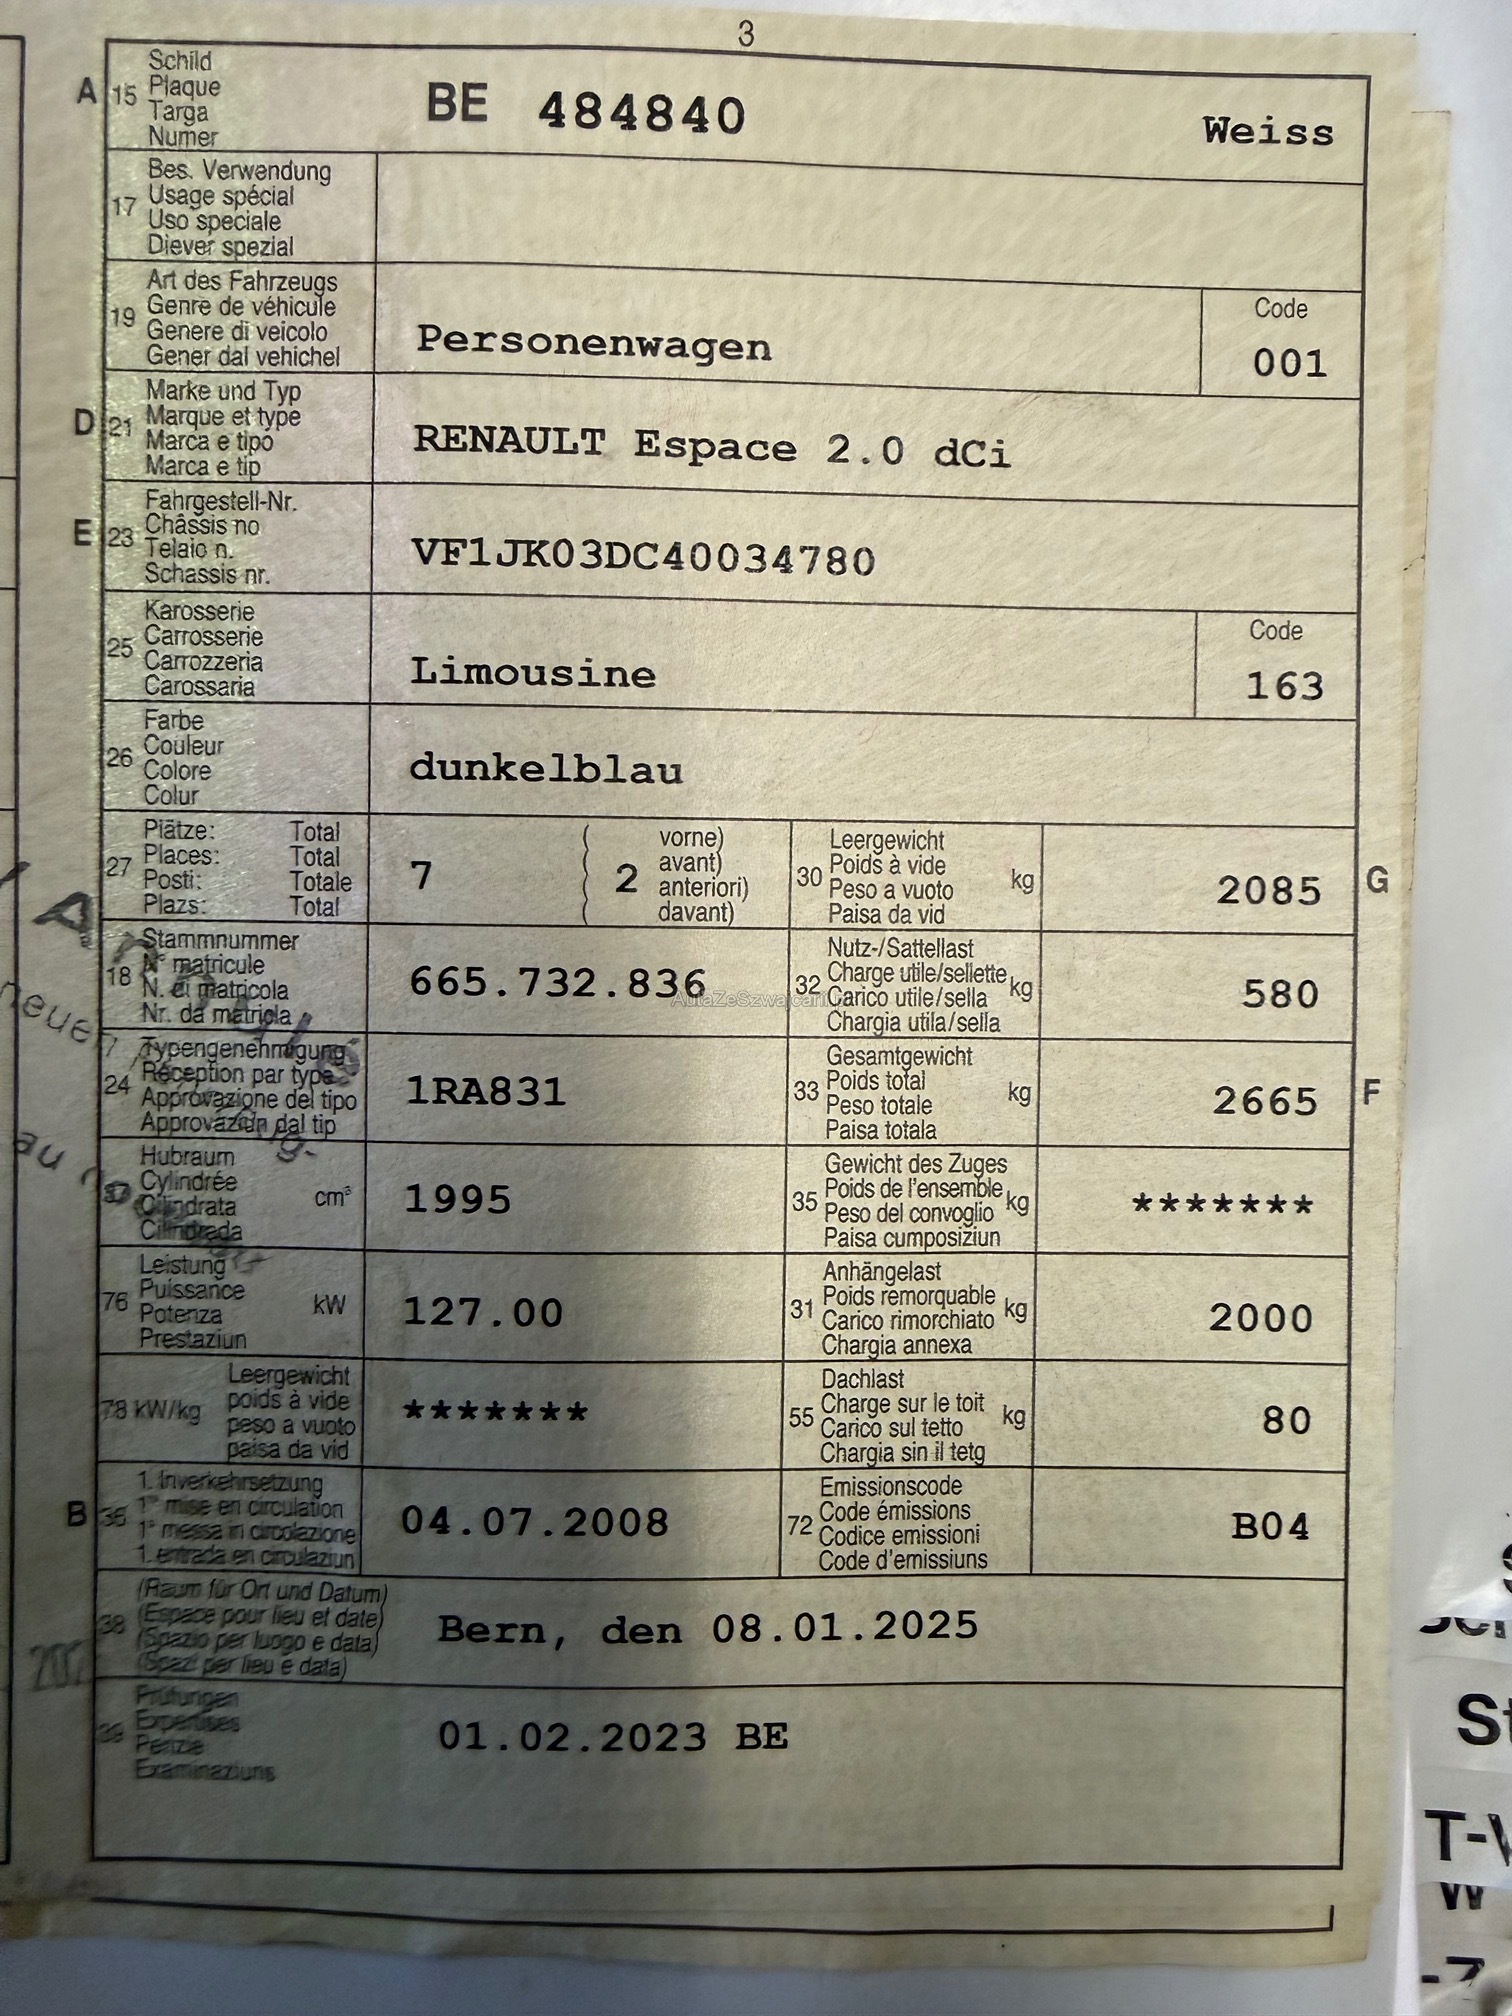 3
A 15 Schild
Plaque
Targa
Numer
BE 484840 Weiss
17 Bes. Verwendung
Usage spécial
Uso speciale
Diever spezial
19 Art des Fahrzeugs
Genre de véhicule
Genere di veicolo
Gener dal vehichel
Personenwagen
Code
001
D 21 Marke und Typ
Marque et type
Marca e tipo
Marca e tip
RENAULT Espace 2.0 dCi
E 23 Fahrgestell-Nr.
Châssis no
Telaio n.
Schassis nr.
VF1JK03DC40034780
25 Karosserie
Carrosserie
Carrozzeria
Carossaria
Limousine
Code
163
26 Farbe
Couleur
Colore
Colur
dunkelblau
27 Plätze: Total
Places: Total
Posti: Totale
Plazs: Total
7
( vorne)
( avant)
( 2 anteriori)
( davant)
30 Leergewicht
Poids à vide
Peso a vuoto
Paisa da vid
kg
2085 G
18 Stammnummer
N° matricule
N. di matricola
Nr. da matricla
665.732.836
32 Nutz-/Sattellast
Charge utile/sellette
Carico utile/sella
Chargia utila/sella
kg
580
24 Typengenehmigung
Réception par type
Approvazione del tipo
Approvaziun dal tip
1RA831
33 Gesamtgewicht
Poids total
Peso totale
Paisa totala
kg
2665 F
37 Hubraum
Cylindrée
Cilindrata
Cilindrada
cm³
1995
35 Gewicht des Zuges
Poids de l'ensemble
Peso del convoglio
Paisa cumposiziun
kg
*******
76 Leistung
Puissance
Potenza
Prestaziun
kW
127.00
31 Anhängelast
Poids remorquable
Carico rimorchiato
Chargia annexa
kg
2000
78 kW/kg Leergewicht
poids à vide
peso a vuoto
paisa da vid
*******
55 Dachlast
Charge sur le toit
Carico sul tetto
Chargia sin il tetg
kg
80
B 36 1. Inverkehrsetzung
1re mise en circulation
1a messa in circolazione
1. entrada en circulaziun
04.07.2008
72 Emissionscode
Code émissions
Codice emissioni
Code d'emissiuns
B04
38 (Raum für Ort und Datum)
(Espace pour lieu et date)
(Spazio per luogo e data)
(Spazi per lieu e data)
Bern, den 08.01.2025
39 Prüfungen
Expertises
Perizie
Examinaziuns
01.02.2023 BE